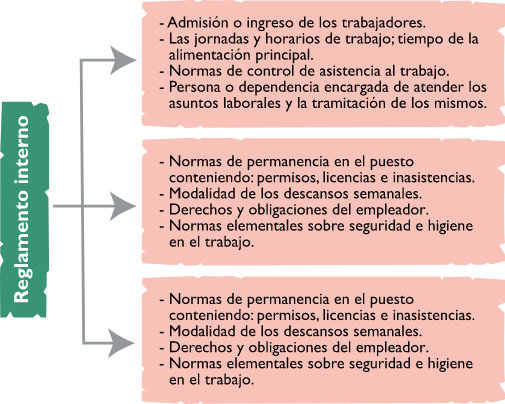 Reglamento interno
- Admisión o ingreso de los trabajadores.
- Las jornadas y horarios de trabajo; tiempo de la
alimentación principal.
- Normas de control de asistencia al trabajo.
- Persona o dependencia encargada de atender los
asuntos laborales y la tramitación de los mismos.
- Normas de permanencia en el puesto
conteniendo: permisos, licencias e inasistencias.
- Modalidad de los descansos semanales.
- Derechos y obligaciones del empleador.
- Normas elementales sobre seguridad e higiene
en el trabajo.
- Normas de permanencia en el puesto
conteniendo: permisos, licencias e inasistencias.
- Modalidad de los descansos semanales.
- Derechos y obligaciones del empleador.
- Normas elementales sobre seguridad e higiene
en el trabajo.